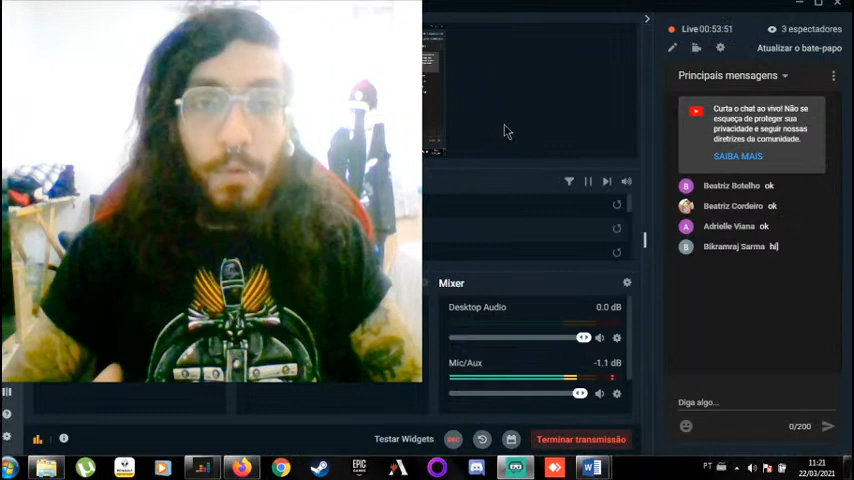 Live 00:53:51
3 espectadores
Atualizar o bate-papo
Principais mensagens
Curta o chat ao vivo! Não se
esqueça de proteger sua
privacidade e seguir nossas
diretrizes da comunidade.
SAIBA MAIS
B Beatriz Botelho ok
Beatriz Cordeiro ok
A Adrielle Viana ok
B Bikramraj Sarma hi
Mixer
Desktop Audio 0.0 dB
Mic/Aux -1.1 dB
Diga algo...
0/200
Testar Widgets
REC
Terminar transmissão
EPIC
GAMES
PT
11:21
22/03/2021